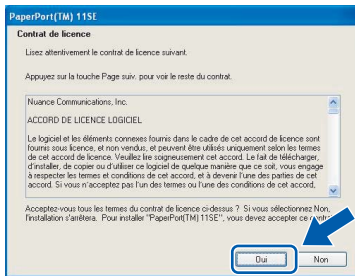 PaperPort(TM) 11SE
Contrat de licence
Lisez attentivement le contrat de licence suivant.
Appuyez sur la touche Page suiv. pour voir le reste du contrat.
Nuance Communications, Inc.
ACCORD DE LICENCE LOGICIEL
Le logiciel et les éléments connexes fournis dans le cadre de cet accord de licence sont
fournis sous licence, et non vendus, et peuvent être utilisés uniquement selon les termes
de cet accord de licence. Veuillez lire soigneusement cet accord. Le fait de télécharger,
d'installer, de copier ou d'utiliser ce logiciel de quelque manière que ce soit, vous engage
à respecter les termes et conditions de cet accord, et à devenir l'une des parties de cet
accord. Si vous n'acceptez pas l'un des termes ou l'une des conditions de cet accord,
Acceptez-vous tous les termes du contrat de licence ci-dessus ? Si vous sélectionnez Non,
l'installation s'arrêtera. Pour installer "PaperPort(TM) 11SE", vous devez accepter ce
Oui
Non